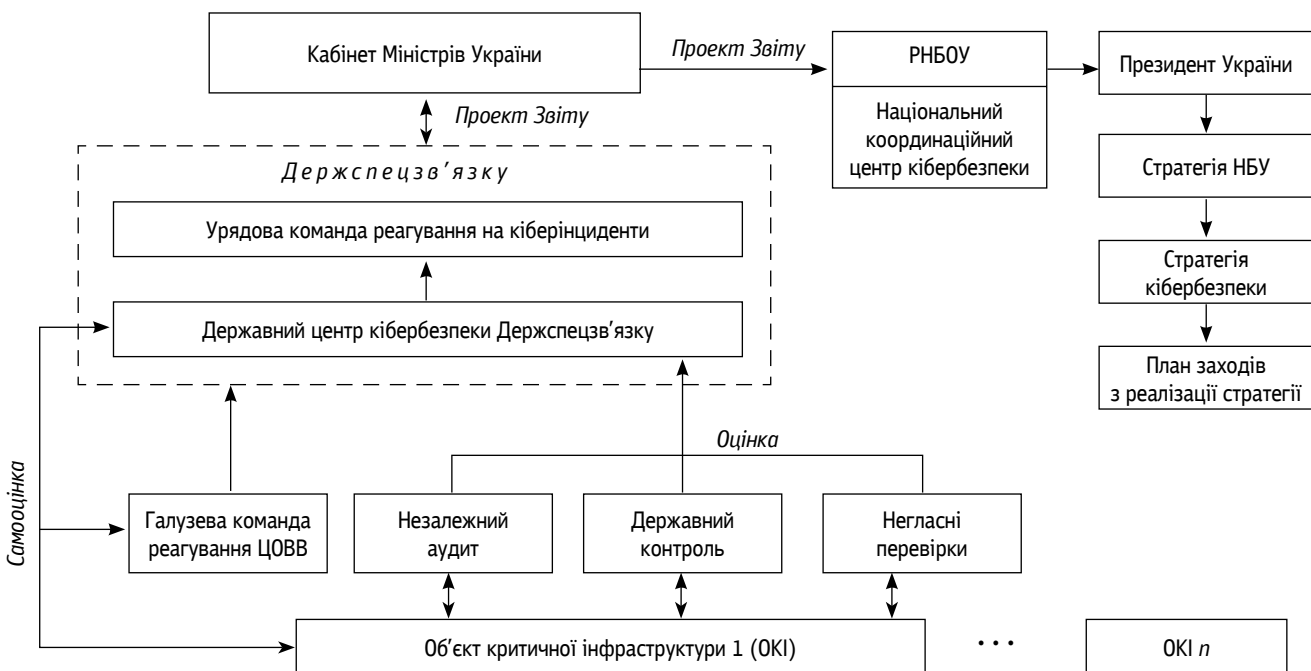 Кабінет Міністрів України
Проект Звіту
РНБОУ
Національний
координаційний
центр кібербезпеки
Президент України
Проект Звіту
Стратегія НБУ
Держспецзв'язку
Урядова команда реагування на кіберінциденти
Стратегія
кібербезпеки
Державний центр кібербезпеки Держспецзв'язку
План заходів
з реалізації стратегії
Оцінка
Самооцінка
Галузева команда
реагування ЦОВВ
Незалежний
аудит
Державний
контроль
Негласні
перевірки
Об'єкт критичної інфраструктури 1 (ОКІ)
...
ОКІ n